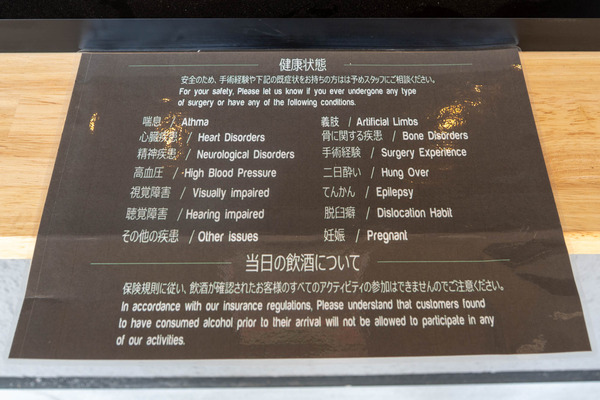 健康状態
安全のため、手術経験や下記の既症状をお持ちの方はは予めスタッフにご相談ください。
For your safety, Please let us know if you ever undergone any type
of surgery or have any of the following conditions.
喘息 / Athma
義肢 / Artificial Limbs
心臓疾患 / Heart Disorders
骨に関する疾患 / Bone Disorders
精神疾患 / Neurological Disorders
手術経験 / Surgery Experience
高血圧 / High Blood Pressure
二日酔い / Hung Over
視覚障害 / Visually impaired
てんかん / Epilepsy
聴覚障害 / Hearing impaired
脱臼癖 / Dislocation Habit
その他の疾患 / Other issues
妊娠 / Pregnant
当日の飲酒について
保険規則に従い、飲酒が確認されたお客様のすべてのアクティビティの参加はできませんのでご注意ください。
In accordance with our insurance regulations, Please understand that customers found
to have consumed alcohol prior to their arrival will not be allowed to participate in any
of our activities.